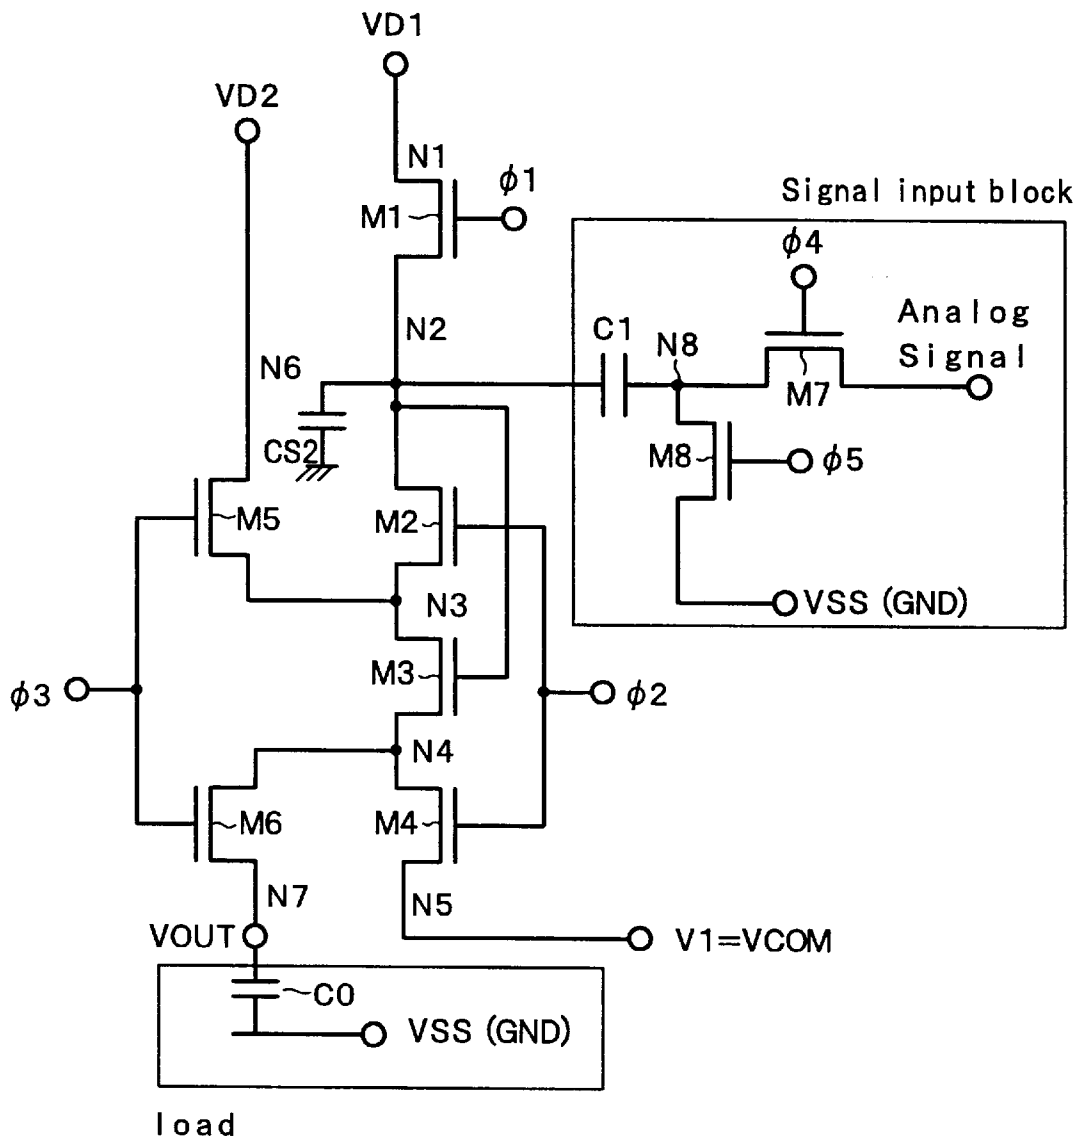 VD1
VD2
N1
φ1
M1
Signal input block
φ4
Analog
Signal
N2
C1
N8
M7
N6
CS2
M8
φ5
M5
M2
N3
VSS (GND)
M3
φ3
φ2
N4
M6
M4
N7
N5
VOUT
V1=VCOM
C0
VSS (GND)
load